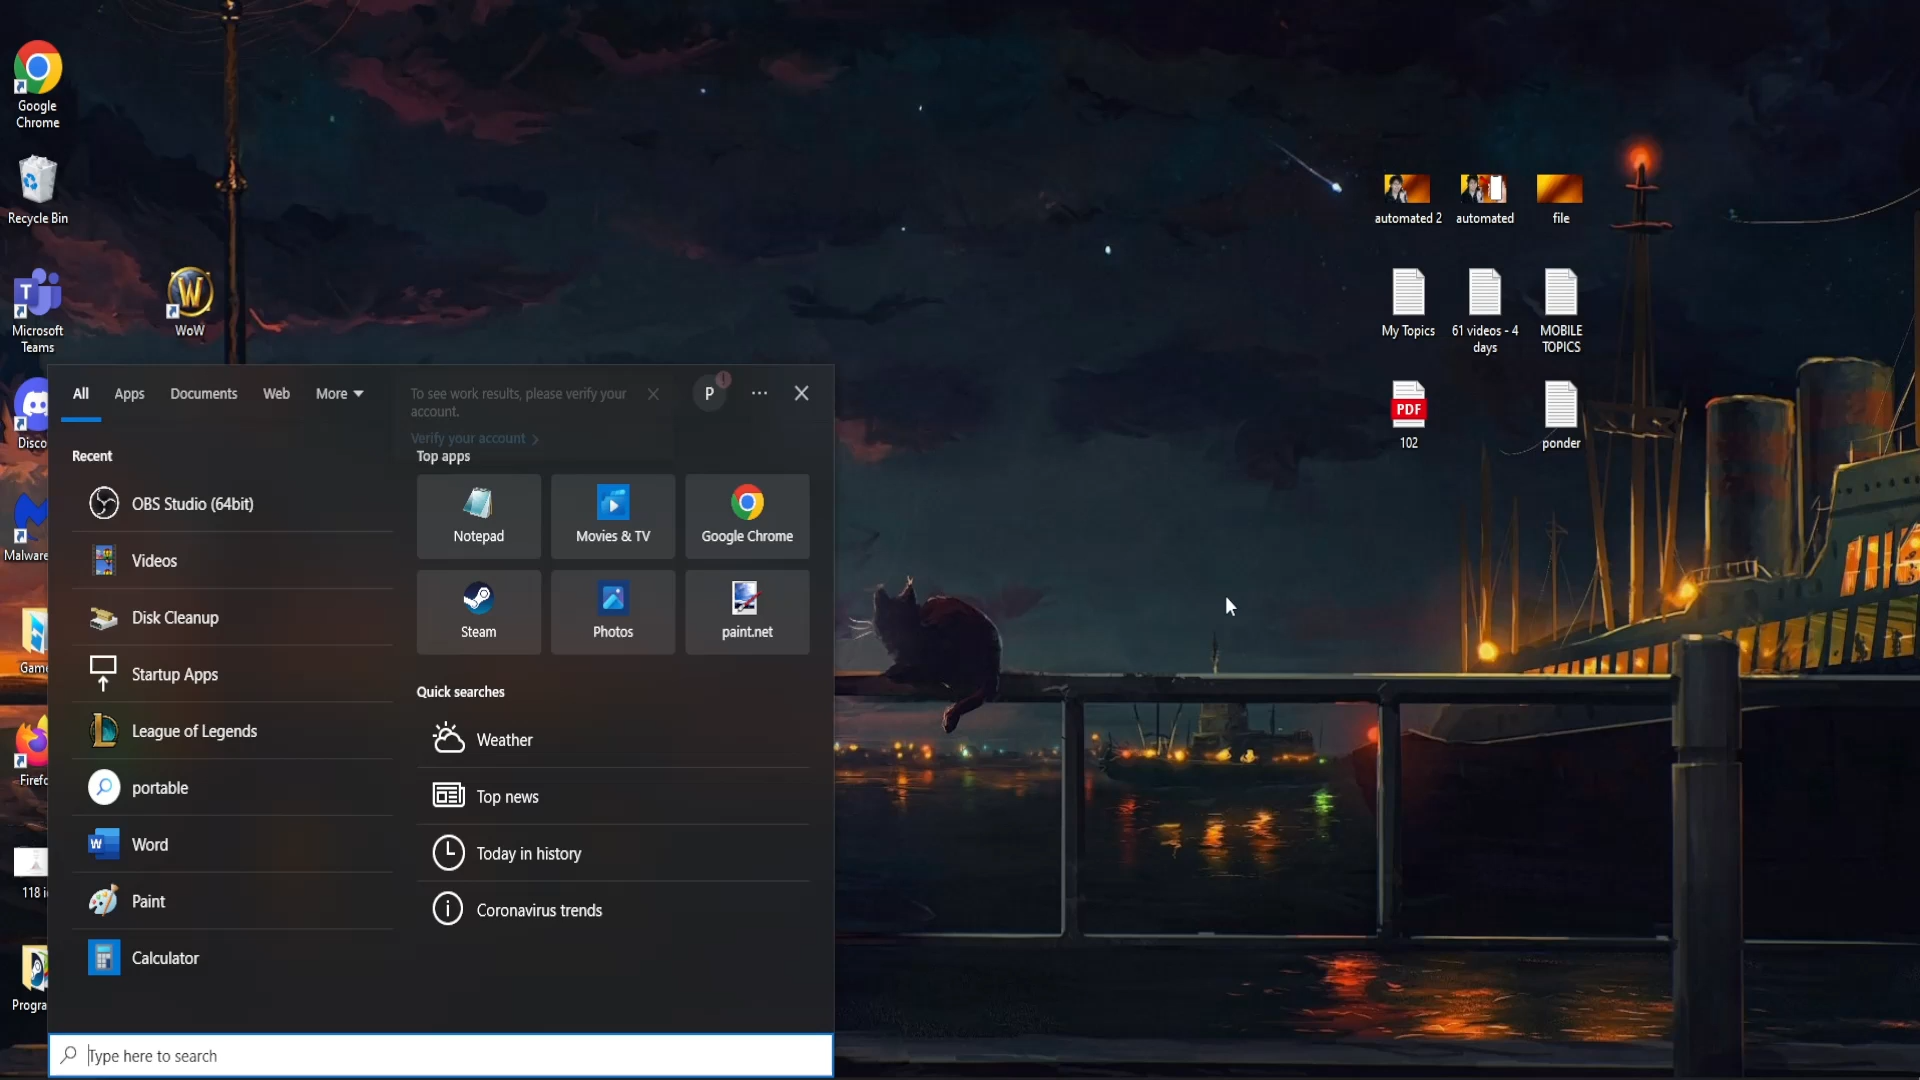 Google
Chrome
Recycle Bin
Microsoft
Teams
WoW
Disco
Malware
Game
Firefo
118 i
Progra
automated 2
automated
file
My Topics
61 videos - 4
days
MOBILE
TOPICS
PDF
102
ponder
All
Apps
Documents
Web
More
To see work results, please verify your
account.
Verify your account
P
Recent
OBS Studio (64bit)
Videos
Disk Cleanup
Startup Apps
League of Legends
portable
Word
Paint
Calculator
Top apps
Notepad
Movies & TV
Google Chrome
Steam
Photos
paint.net
Quick searches
Weather
Top news
Today in history
Coronavirus trends
Type here to search